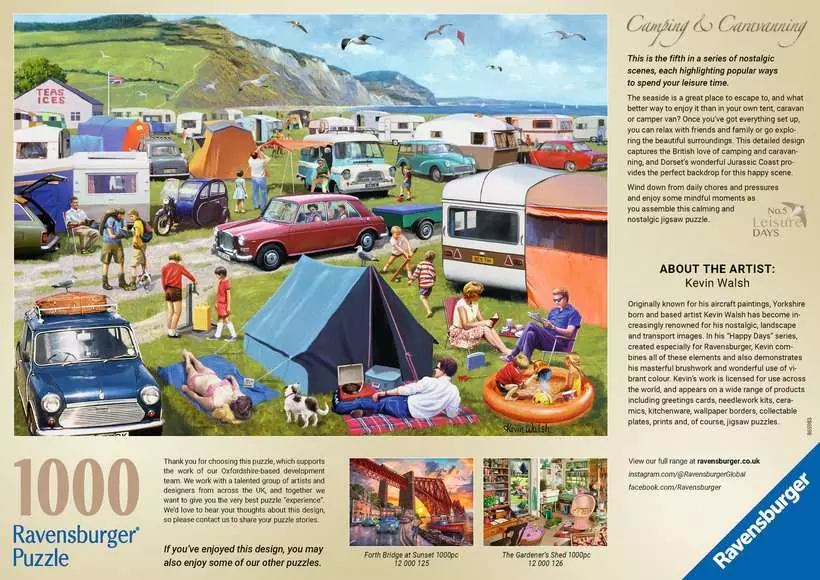 TEAS
ICES
Kevin Walsh
Camping & Caravanning
This is the fifth in a series of nostalgic
scenes, each highlighting popular ways
to spend your leisure time.
The seaside is a great place to escape to, and what
better way to enjoy it than in your own tent, caravan
or camper van? Once you've got everything set up,
you can relax with friends and family or go explo-
ring the beautiful surroundings. This detailed design
captures the British love of camping and caravan-
ning, and Dorset's wonderful Jurassic Coast pro-
vides the perfect backdrop for this happy scene.
Wind down from daily chores and pressures
and enjoy some mindful moments as
you assemble this calming and
nostalgic jigsaw puzzle.
No.5
Leisure
DAYS
ABOUT THE ARTIST:
Kevin Walsh
Originally known for his aircraft paintings, Yorkshire
born and based artist Kevin Walsh has become in-
creasingly renowned for his nostalgic, landscape
and transport images. In his "Happy Days" series,
created especially for Ravensburger, Kevin com-
bines all of these elements and also demonstrates
his masterful brushwork and wonderful use of vi-
brant colour. Kevin's work is licensed for use across
the world, and appears on a wide range of products
including greetings cards, needlework kits, cera-
mics, kitchenware, wallpaper borders, collectable
plates, prints and, of course, jigsaw puzzles.
1000
Ravensburger®
Puzzle
Thank you for choosing this puzzle, which supports
the work of our Oxfordshire-based development
team. We work with a talented group of artists and
designers from across the UK, and together we
want to give you the very best puzzle "experience".
We'd love to hear your thoughts about this design,
so please contact us to share your puzzle stories.
If you've enjoyed this design, you may
also enjoy some of our other puzzles.
Forth Bridge at Sunset 1000pc
12 000 125
The Gardener's Shed 1000pc
12 000 126
View our full range at ravensburger.co.uk
instagram.com/@RavensburgerGlobal
facebook.com/Ravensburger
Ravensburger